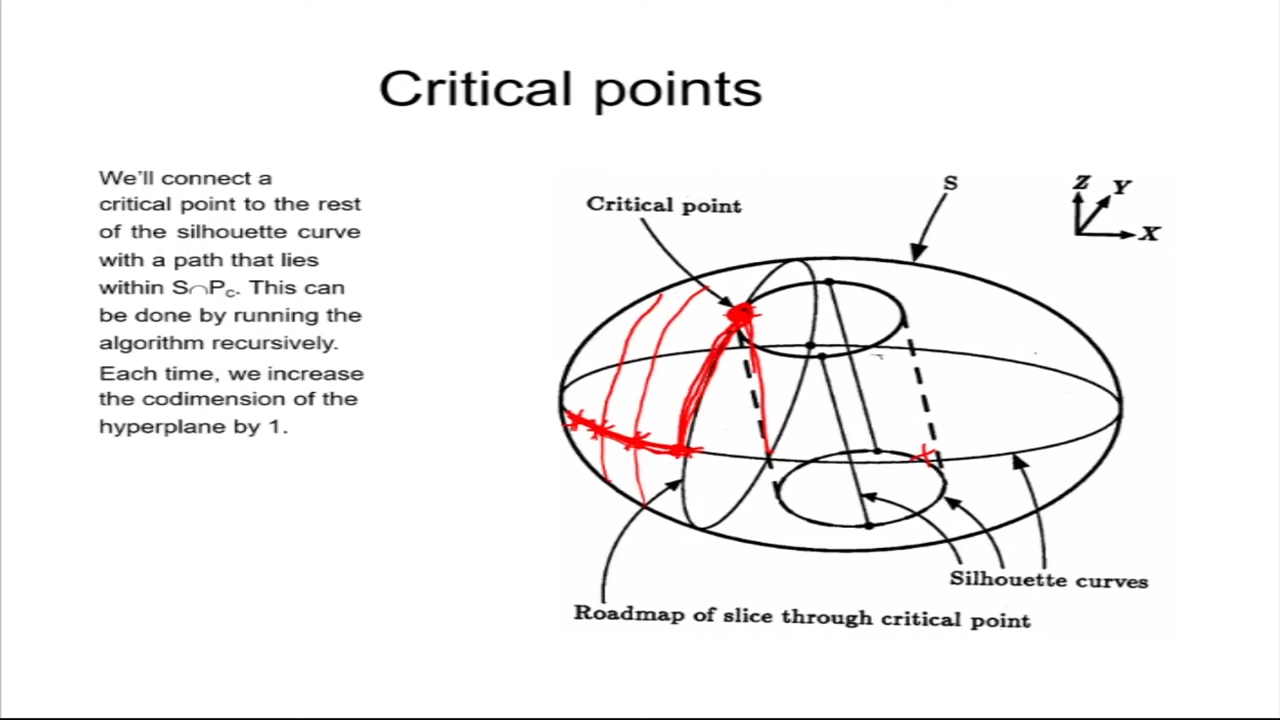 Critical points
We'll connect a
critical point to the rest
of the silhouette curve
with a path that lies
within S∩Pc. This can
be done by running the
algorithm recursively.
Each time, we increase
the codimension of the
hyperplane by 1.
Critical point
S
Z
Y
X
Silhouette curves
Roadmap of slice through critical point